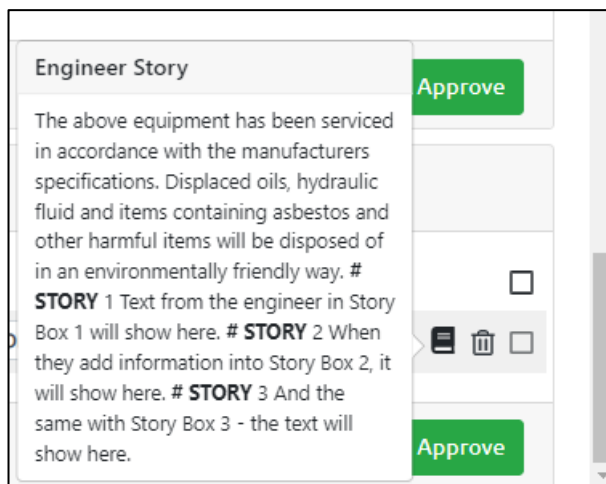 Engineer Story
Approve
The above equipment has been serviced
in accordance with the manufacturers
specifications. Displaced oils, hydraulic
fluid and items containing asbestos and
other harmful items will be disposed of
in an environmentally friendly way. #
STORY 1 Text from the engineer in Story
Box 1 will show here. # STORY 2 When
they add information into Story Box 2, it
will show here. # STORY 3 And the
same with Story Box 3 - the text will
show here.
Approve